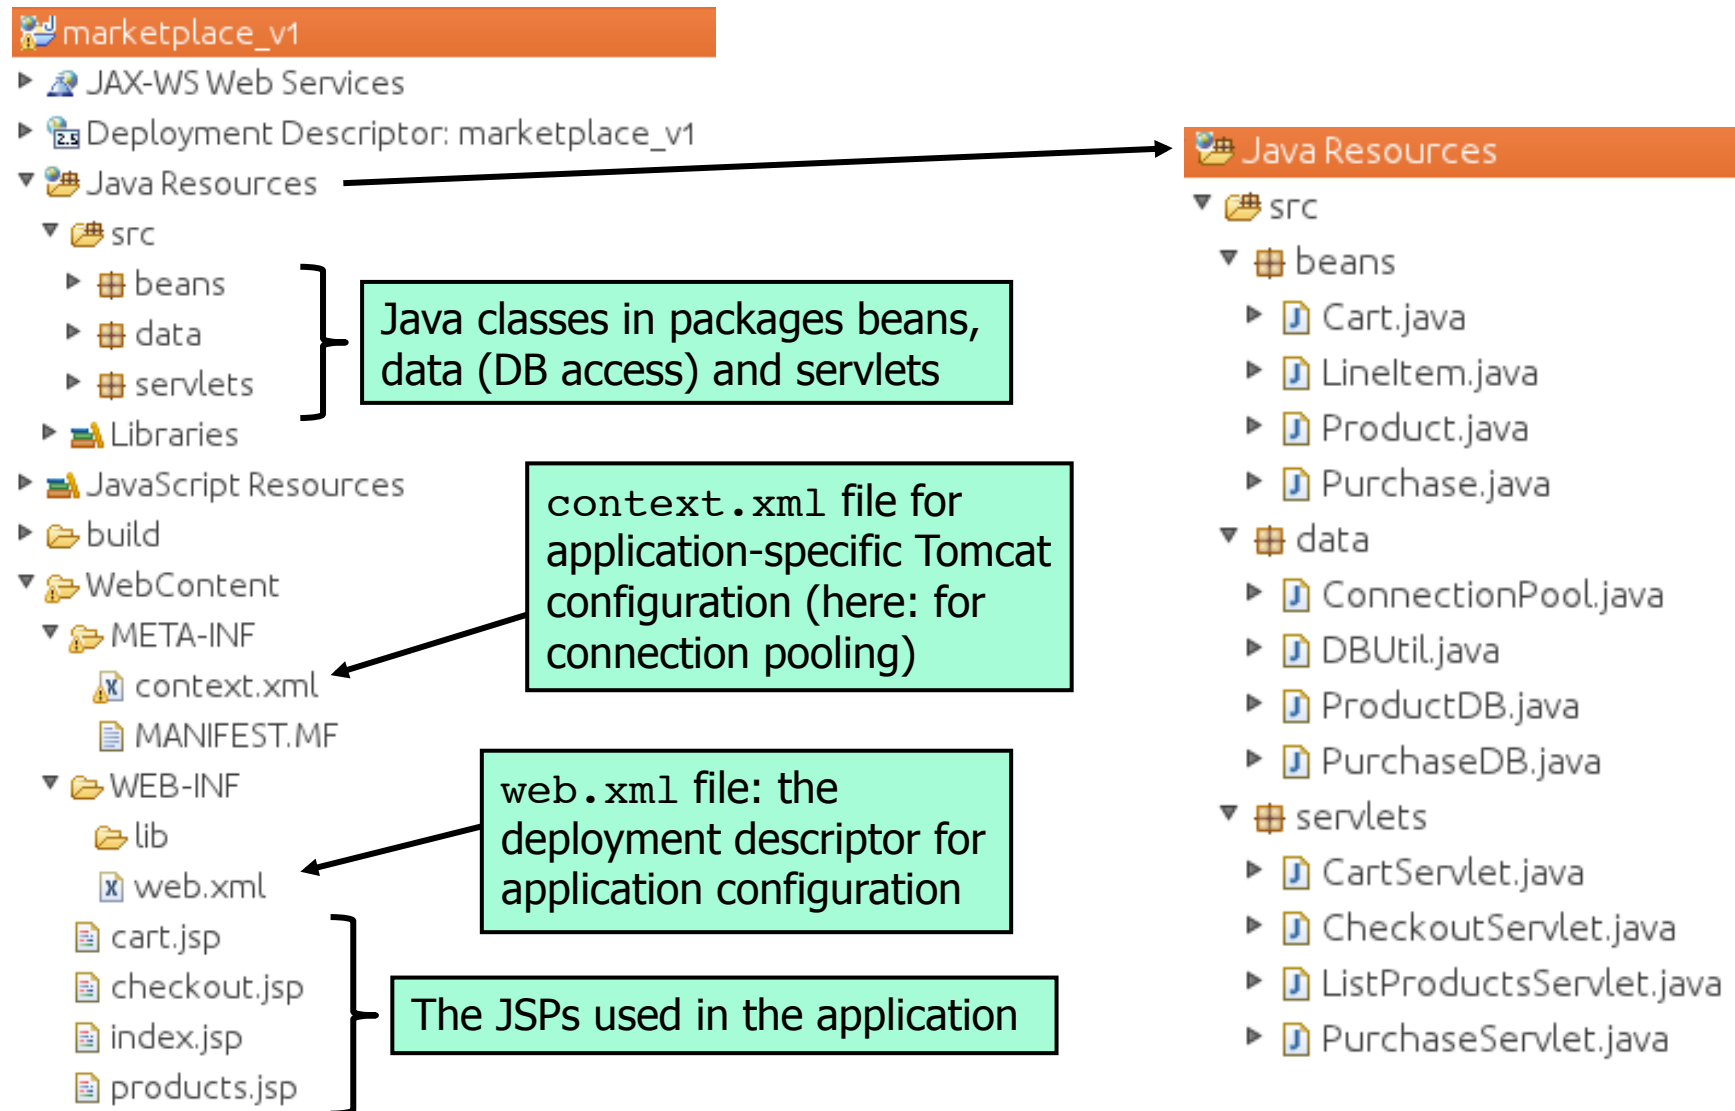 marketplace_v1
JAX-WS Web Services
2.5
Deployment Descriptor: marketplace_v1
Java Resources
src
beans
data
servlets
Libraries
JavaScript Resources
build
WebContent
META-INF
context.xml
MANIFEST.MF
WEB-INF
lib
web.xml
cart.jsp
checkout.jsp
index.jsp
products.jsp
Java classes in packages beans,
data (DB access) and servlets
context.xml file for
application-specific Tomcat
configuration (here: for
connection pooling)
web.xml file: the
deployment descriptor for
application configuration
The JSPs used in the application
Java Resources
src
beans
Cart.java
LineItem.java
Product.java
Purchase.java
data
ConnectionPool.java
DBUtil.java
ProductDB.java
PurchaseDB.java
servlets
CartServlet.java
CheckoutServlet.java
ListProductsServlet.java
PurchaseServlet.java